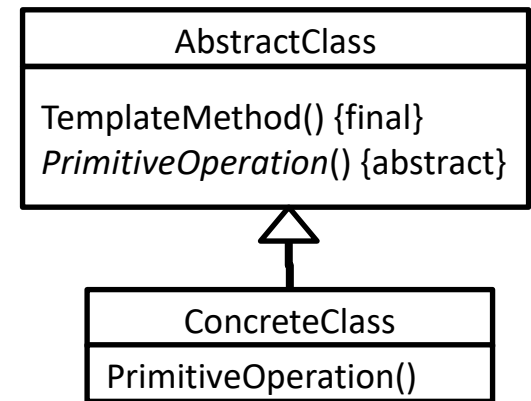 AbstractClass
TemplateMethod() {final}
PrimitiveOperation() {abstract}
ConcreteClass
PrimitiveOperation()